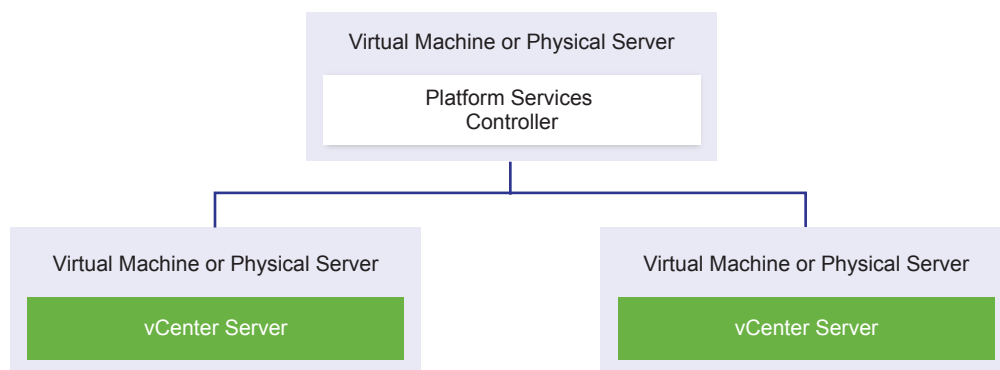 Virtual Machine or Physical Server
Platform Services
Controller
Virtual Machine or Physical Server
vCenter Server
Virtual Machine or Physical Server
vCenter Server